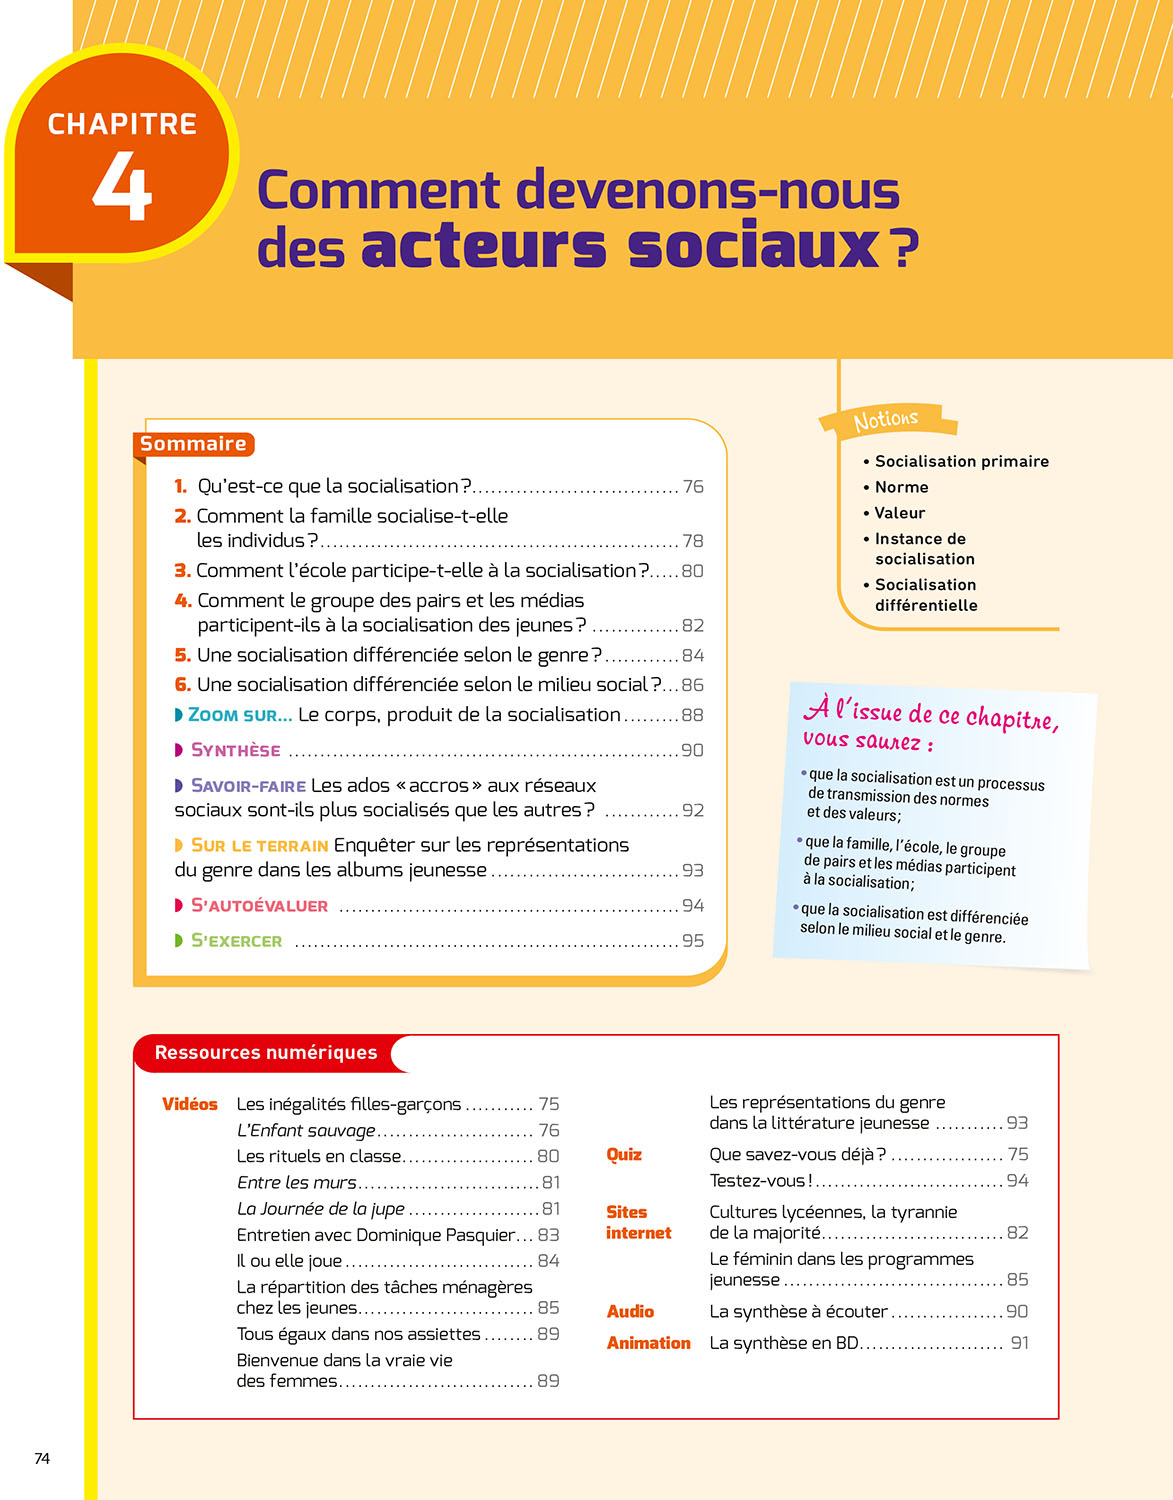 CHAPITRE
4
Comment devenons-nous
des acteurs sociaux ?
Sommaire
1. Qu’est-ce que la socialisation ?................................. 76
2. Comment la famille socialise-t-elle
les individus ?......................................................... 78
3. Comment l’école participe-t-elle à la socialisation ?..... 80
4. Comment le groupe des pairs et les médias
participent-ils à la socialisation des jeunes ? .............. 82
5. Une socialisation différenciée selon le genre ?............ 84
6. Une socialisation différenciée selon le milieu social ?... 86
ZOOM SUR... Le corps, produit de la socialisation ......... 88
SYNTHÈSE .............................................................. 90
SAVOIR-FAIRE Les ados « accros » aux réseaux
sociaux sont-ils plus socialisés que les autres ? ............ 92
SUR LE TERRAIN Enquêter sur les représentations
du genre dans les albums jeunesse .............................. 93
S’AUTOÉVALUER ...................................................... 94
S’EXERCER ............................................................. 95
Notions
• Socialisation primaire
• Norme
• Valeur
• Instance de
socialisation
• Socialisation
différentielle
À l’issue de ce chapitre,
vous saurez :
• que la socialisation est un processus
de transmission des normes
et des valeurs ;
• que la famille, l’école, le groupe
de pairs et les médias participent
à la socialisation ;
• que la socialisation est différenciée
selon le milieu social et le genre.
Ressources numériques
Vidéos Les inégalités filles-garçons ........... 75
L’Enfant sauvage......................... 76
Les rituels en classe..................... 80
Entre les murs............................. 81
La Journée de la jupe ..................... 81
Entretien avec Dominique Pasquier... 83
Il ou elle joue .............................. 84
La répartition des tâches ménagères
chez les jeunes............................ 85
Tous égaux dans nos assiettes ........ 89
Bienvenue dans la vraie vie
des femmes............................... 89
Les représentations du genre
dans la littérature jeunesse ........... 93
Quiz Que savez-vous déjà ? .................. 75
Testez-vous !.............................. 94
Sites Cultures lycéennes, la tyrannie
internet de la majorité............................. 82
Le féminin dans les programmes
jeunesse ................................... 85
Audio La synthèse à écouter .................. 90
Animation La synthèse en BD....................... 91
74